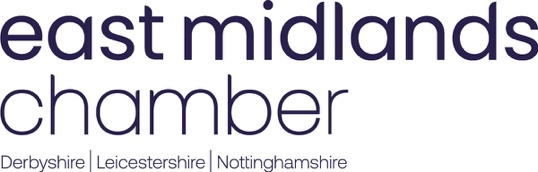 east midlands
chamber
Derbyshire | Leicestershire | Nottinghamshire